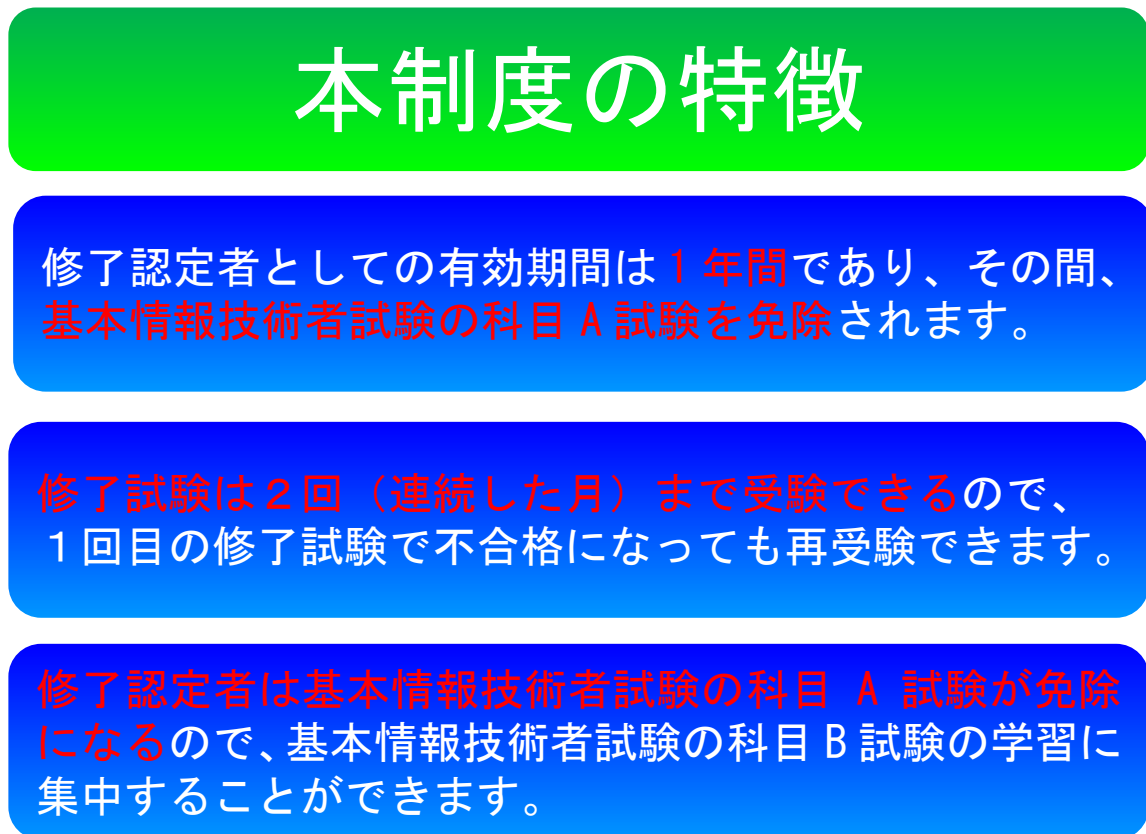 本制度の特徴
修了認定者としての有効期間は１年間であり、その間、
基本情報技術者試験の科目Ａ試験を免除されます。
修了試験は２回（連続した月）まで受験できるので、
１回目の修了試験で不合格になっても再受験できます。
修了認定者は基本情報技術者試験の科目 A 試験が免除
になるので、基本情報技術者試験の科目Ｂ試験の学習に
集中することができます。